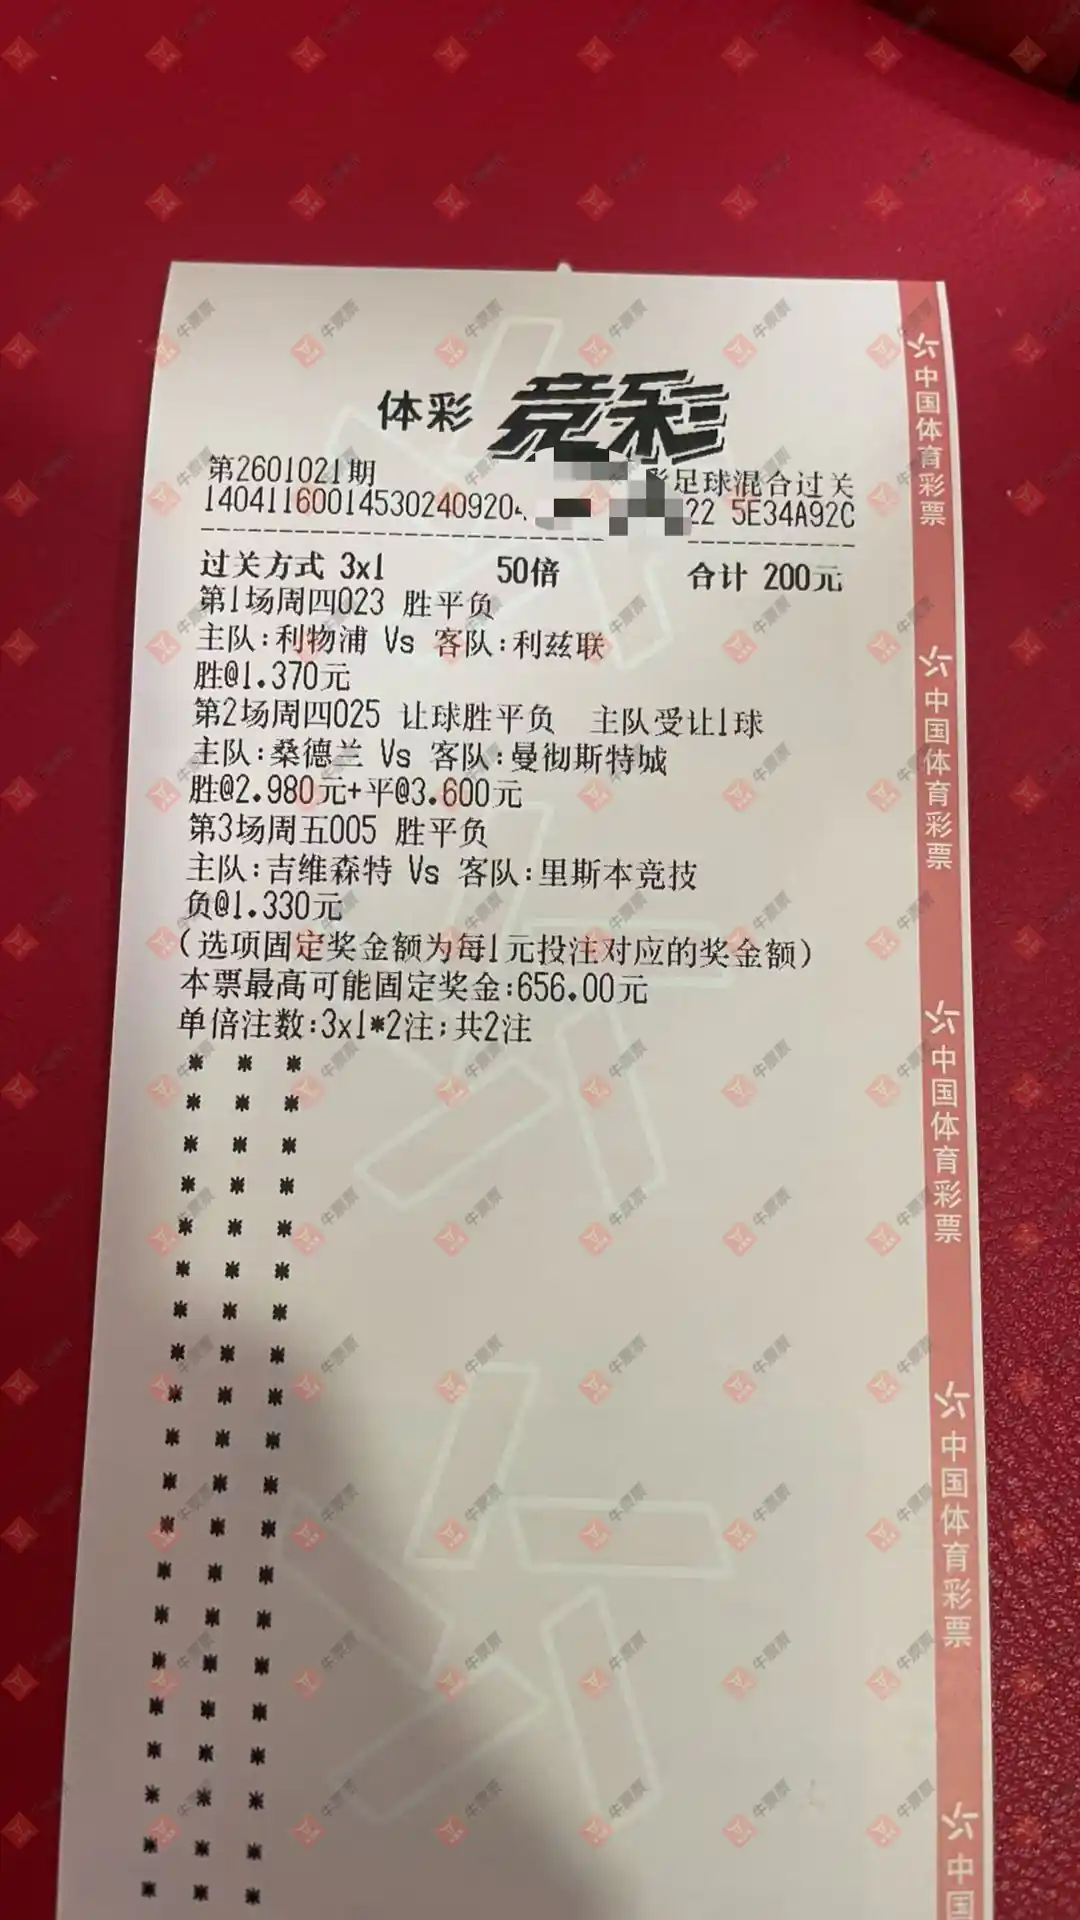 体彩 竞彩
第2601021期 彩足球混合过关
14041160014530240920 22 5E34A92C
过关方式 3x1 50倍 合计 200元
第1场周四023 胜平负
主队:利物浦 Vs 客队:利兹联
胜@1.370元
第2场周四025 让球胜平负 主队受让1球
主队:桑德兰 Vs 客队:曼彻斯特城
胜@2.980元+平@3.600元
第3场周五005 胜平负
主队:吉维森特 Vs 客队:里斯本竞技
负@1.330元
(选项固定奖金额为每1元投注对应的奖金额)
本票最高可能固定奖金:656.00元
单倍注数:3x1*2注;共2注
中国体育彩票
中国体育彩票
中国体育彩票
中国体育彩票
中国
牛票票